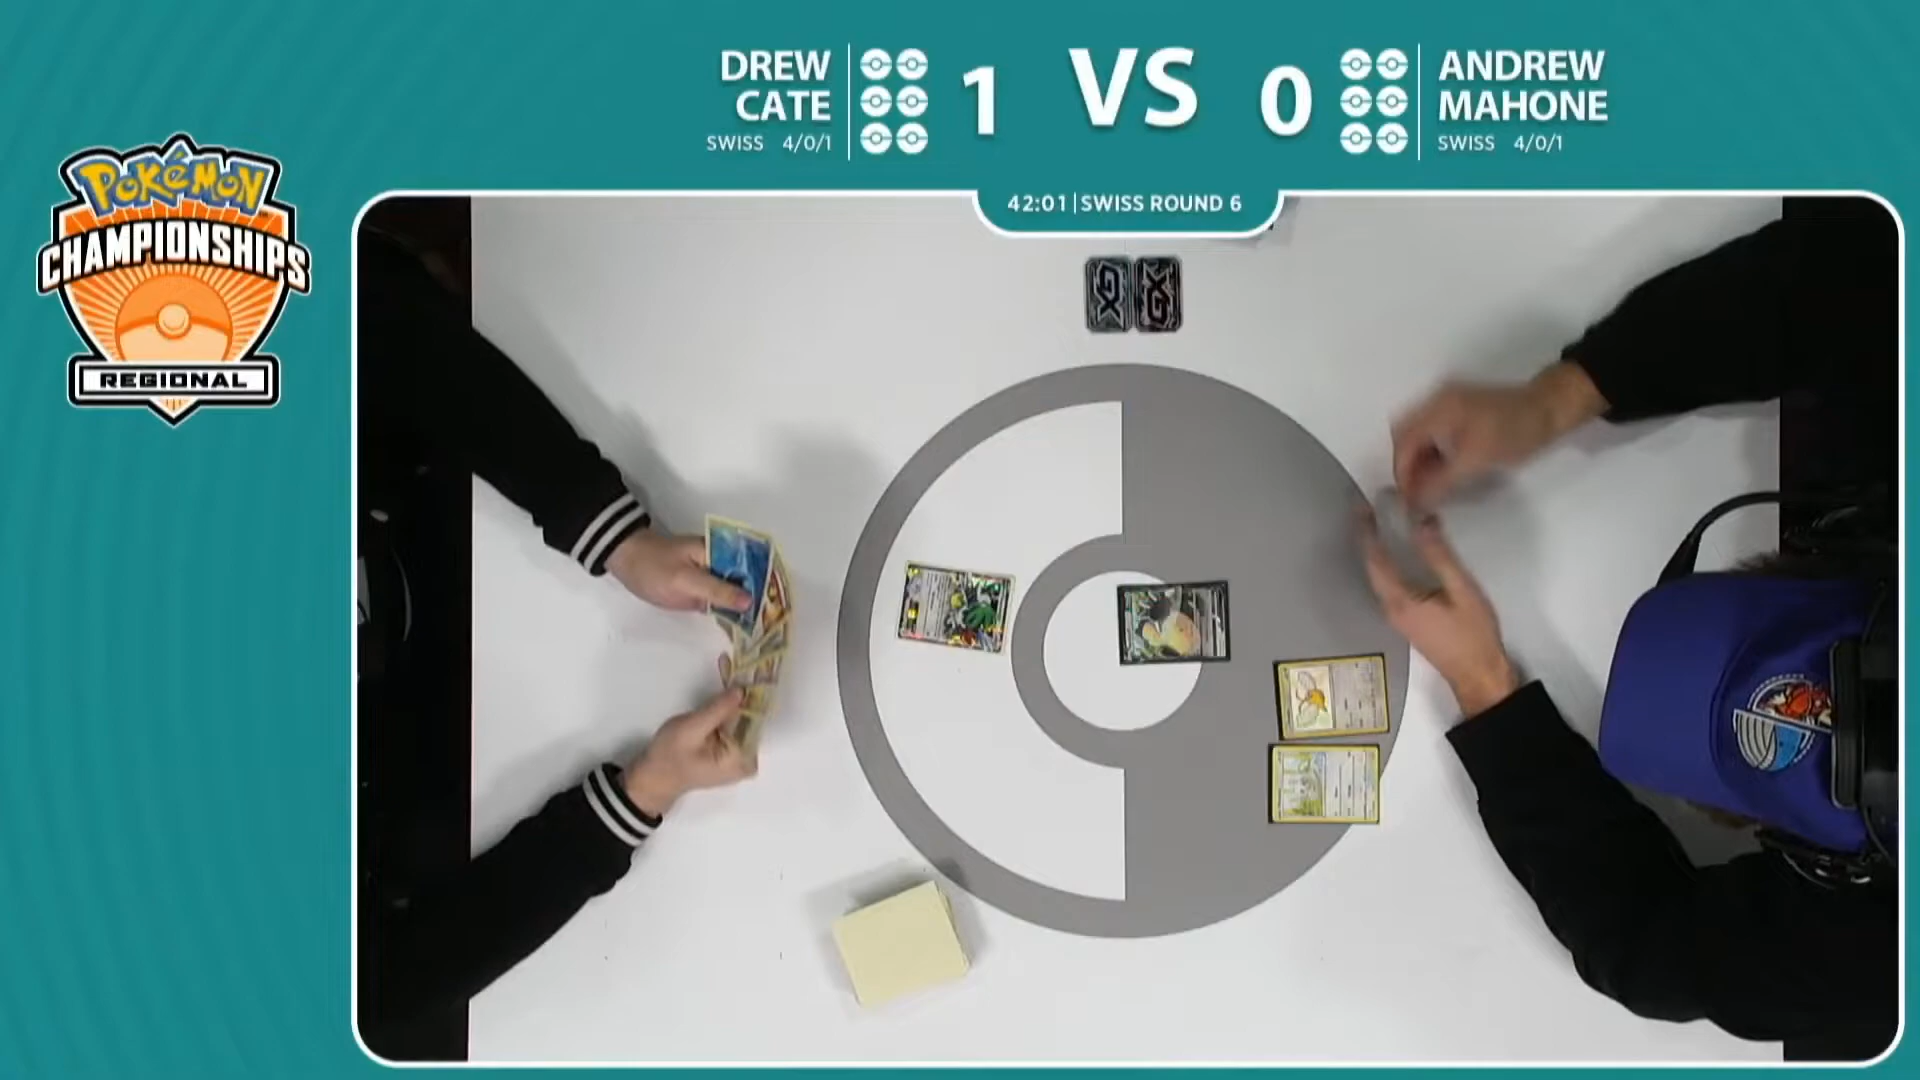 DREW
CATE
SWISS 4/0/1
1
VS
0
ANDREW
MAHONE
SWISS 4/0/1
42:01 | SWISS ROUND 6
POKéMON
CHAMPIONSHIPS
REGIONAL
GX
GX